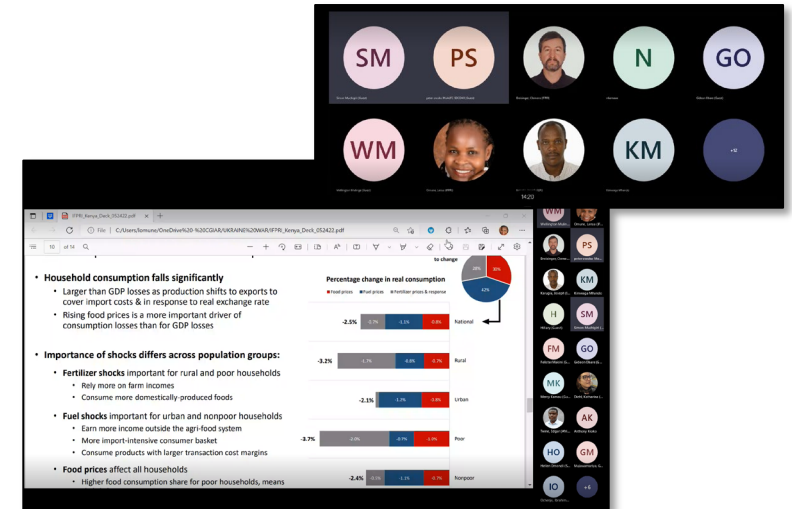 SM
PS
N
GO
WM
KM
+12
14:20
IFPRI_Kenya_Deck_052422.pdf
File | C:/Users/lomune/OneDrive%20-%20CGIAR/UKRAINE%20WAR/IFPRI_Kenya_Deck_052422.pdf
10 of 14
to change
• Household consumption falls significantly
• Larger than GDP losses as production shifts to exports to
cover import costs & in response to real exchange rate
• Rising food prices is a more important driver of
consumption losses than for GDP losses
• Importance of shocks differs across population groups:
• Fertilizer shocks important for rural and poor households
• Rely more on farm incomes
• Consume more domestically-produced foods
• Fuel shocks important for urban and nonpoor households
• Earn more income outside the agri-food system
• More import-intensive consumer basket
• Consume products with larger transaction cost margins
• Food prices affect all households
• Higher food consumption share for poor households, means
Percentage change in real consumption
Food prices Fuel prices Fertilizer prices & response
28% 30%
42%
-2.5% -0.7% -1.1% -0.8% National
-3.2% -1.7% -0.8% -0.7% Rural
-2.1% -1.2% -0.8% Urban
-3.7% -2.0% -0.7% -1.0% Poor
-2.4% -0.5% -1.1% -0.7% Nonpoor
WM
PS
KM
H
SM
FM
GO
MK
AK
HO
GM
IO
+6